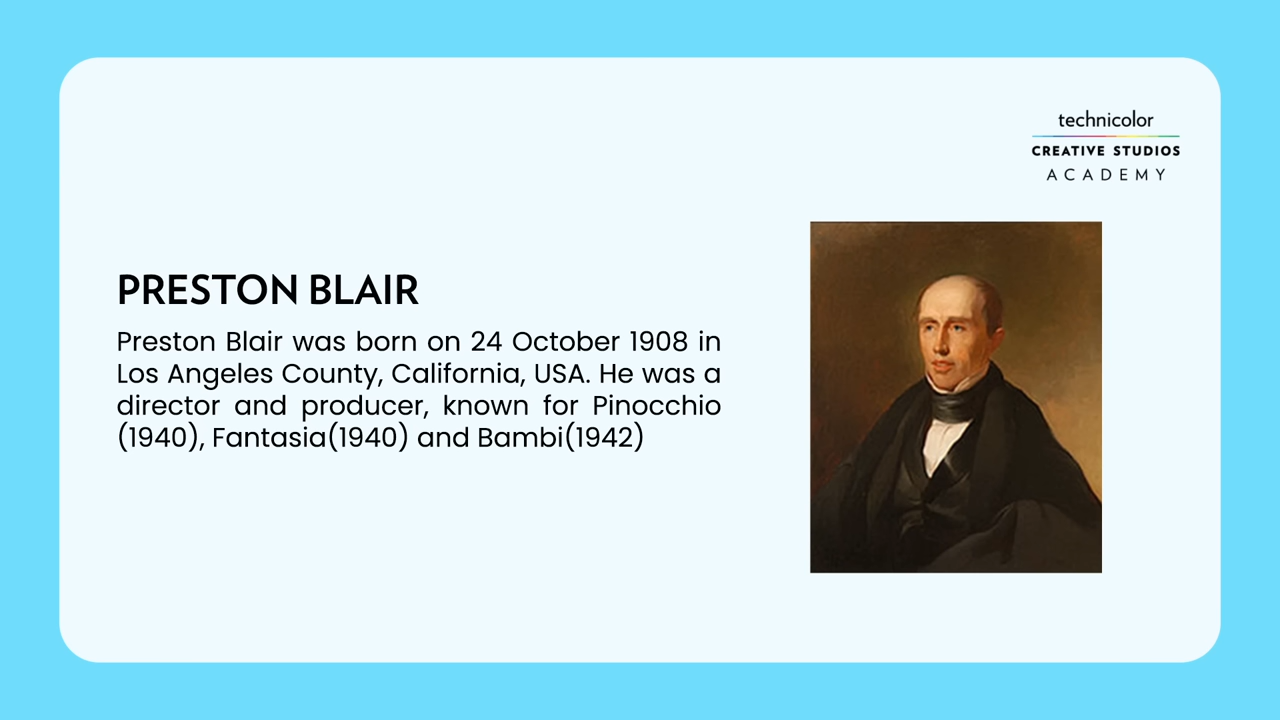 technicolor
CREATIVE STUDIOS
ACADEMY
PRESTON BLAIR
Preston Blair was born on 24 October 1908 in
Los Angeles County, California, USA. He was a
director and producer, known for Pinocchio
(1940), Fantasia(1940) and Bambi(1942)